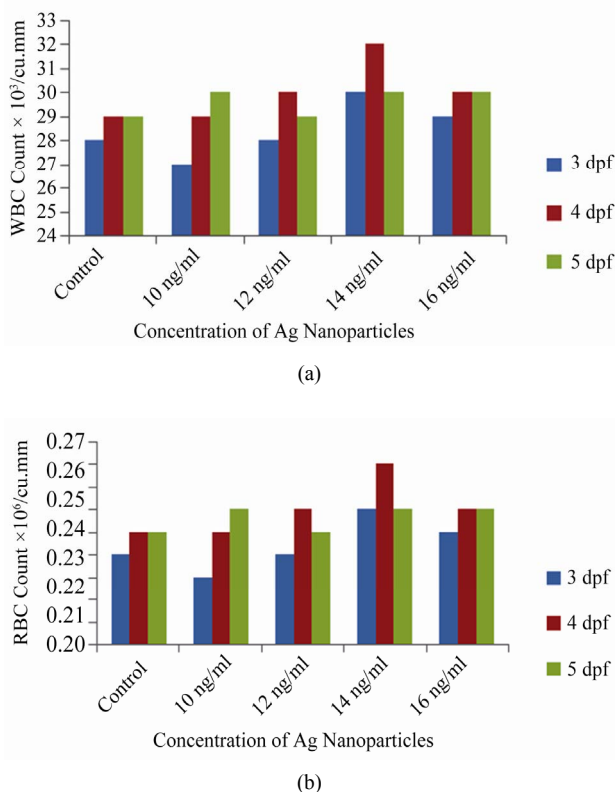 33
32
31
30
29
28
27
26
25
24
WBC Count × 10³/cu.mm
Control
10 ng/ml
12 ng/ml
14 ng/ml
16 ng/ml
Concentration of Ag Nanoparticles
3 dpf
4 dpf
5 dpf
(a)
0.27
0.26
0.25
0.24
0.23
0.22
0.21
0.20
RBC Count ×10⁶/cu.mm
Control
10 ng/ml
12 ng/ml
14 ng/ml
16 ng/ml
Concentration of Ag Nanoparticles
3 dpf
4 dpf
5 dpf
(b)